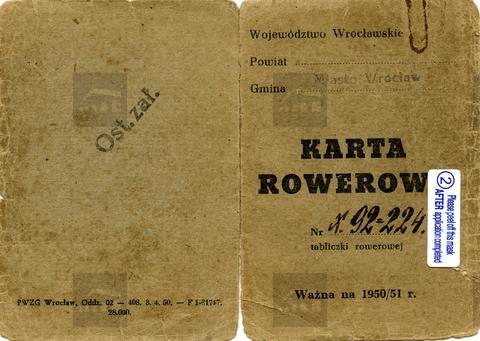 Ost. zał.
PWZG Wrocław, Oddz. 02 — 408. 3. 4. 50. — F 1-21747.
28.000.
Województwo Wrocławskie
Powiat
Gmina Miasto Wrocław
KARTA
ROWEROW
Nr 92-224.
tabliczki rowerowej
Ważna na 1950/51 r.
2 Please peel off this mask
AFTER application completed